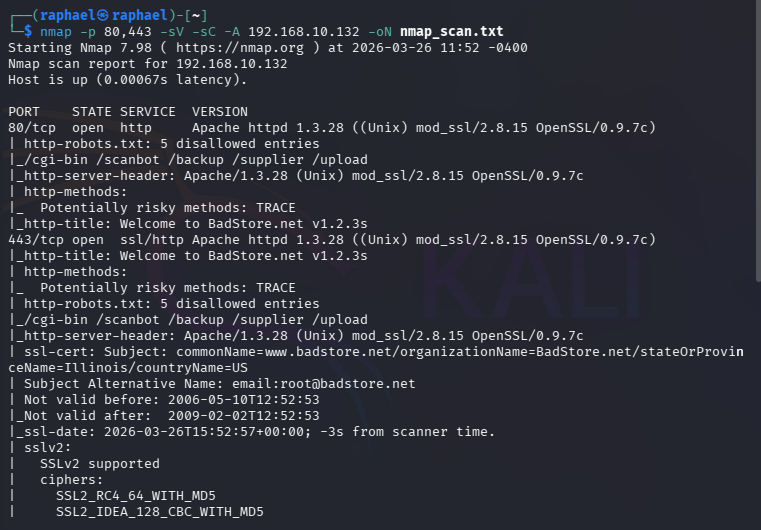 ┌──(raphael㉿raphael)-[~]
└─$ nmap -p 80,443 -sV -sC -A 192.168.10.132 -oN nmap_scan.txt
Starting Nmap 7.98 ( https://nmap.org ) at 2026-03-26 11:52 -0400
Nmap scan report for 192.168.10.132
Host is up (0.00067s latency).

PORT    STATE SERVICE  VERSION
80/tcp  open  http     Apache httpd 1.3.28 ((Unix) mod_ssl/2.8.15 OpenSSL/0.9.7c)
| http-robots.txt: 5 disallowed entries
|_/cgi-bin /scanbot /backup /supplier /upload
|_http-server-header: Apache/1.3.28 (Unix) mod_ssl/2.8.15 OpenSSL/0.9.7c
| http-methods:
|_  Potentially risky methods: TRACE
|_http-title: Welcome to BadStore.net v1.2.3s
443/tcp open  ssl/http Apache httpd 1.3.28 ((Unix) mod_ssl/2.8.15 OpenSSL/0.9.7c)
|_http-title: Welcome to BadStore.net v1.2.3s
| http-methods:
|_  Potentially risky methods: TRACE
| http-robots.txt: 5 disallowed entries
|_/cgi-bin /scanbot /backup /supplier /upload
|_http-server-header: Apache/1.3.28 (Unix) mod_ssl/2.8.15 OpenSSL/0.9.7c
| ssl-cert: Subject: commonName=www.badstore.net/organizationName=BadStore.net/stateOrProvin
ceName=Illinois/countryName=US
| Subject Alternative Name: email:root@badstore.net
| Not valid before: 2006-05-10T12:52:53
|_Not valid after:  2009-02-02T12:52:53
|_ssl-date: 2026-03-26T15:52:57+00:00; -3s from scanner time.
| sslv2:
|   SSLv2 supported
|   ciphers:
|     SSL2_RC4_64_WITH_MD5
|     SSL2_IDEA_128_CBC_WITH_MD5
KALI